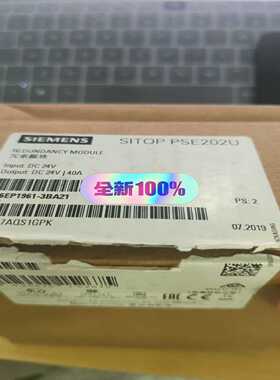 SIEMENS
SITOP PSE202U
REDUNDANCY MODULE
冗余模块
Input: DC 24V
Output: DC 24V | 40A
6EP1961-3BA21
全新100%
PS: 2
07.2019